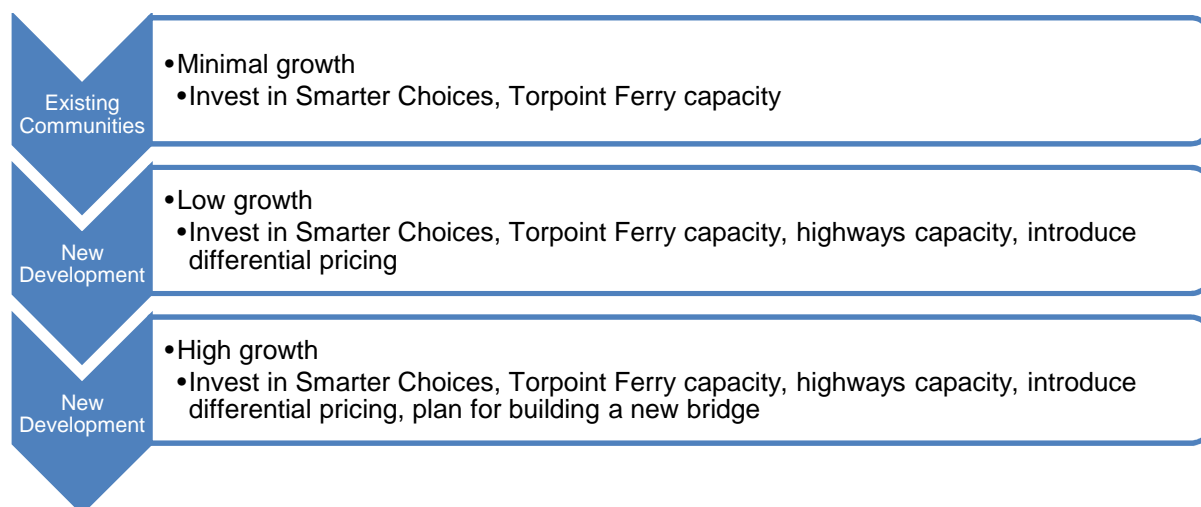 Existing
Communities
•Minimal growth
•Invest in Smarter Choices, Torpoint Ferry capacity
New
Development
•Low growth
•Invest in Smarter Choices, Torpoint Ferry capacity, highways capacity, introduce
differential pricing
New
Development
•High growth
•Invest in Smarter Choices, Torpoint Ferry capacity, highways capacity, introduce
differential pricing, plan for building a new bridge